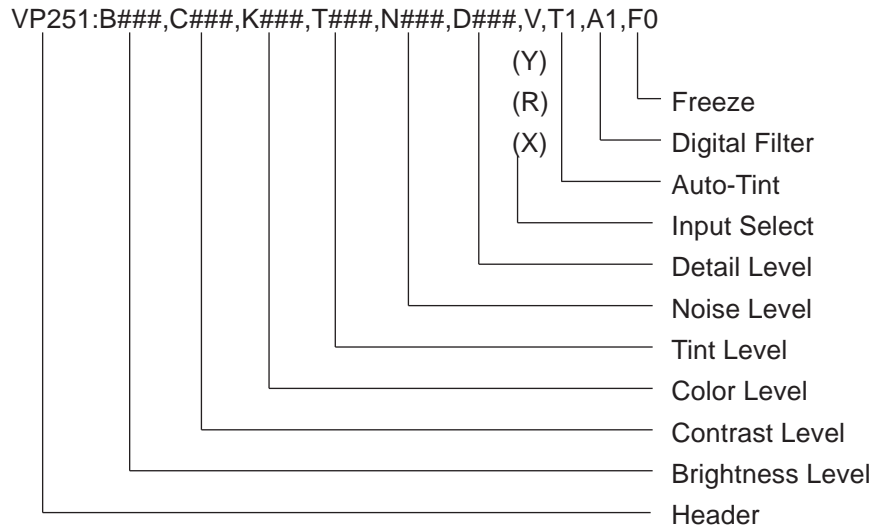 VP251:B###,C###,K###,T###,N###,D###,V,T1,A1,F0
(Y)
(R)
(X)
Freeze
Digital Filter
Auto-Tint
Input Select
Detail Level
Noise Level
Tint Level
Color Level
Contrast Level
Brightness Level
Header